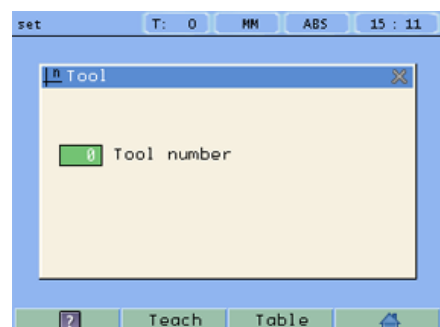 set T: 0 MM ABS 15 : 11
n Tool
0 Tool number
? Teach Table